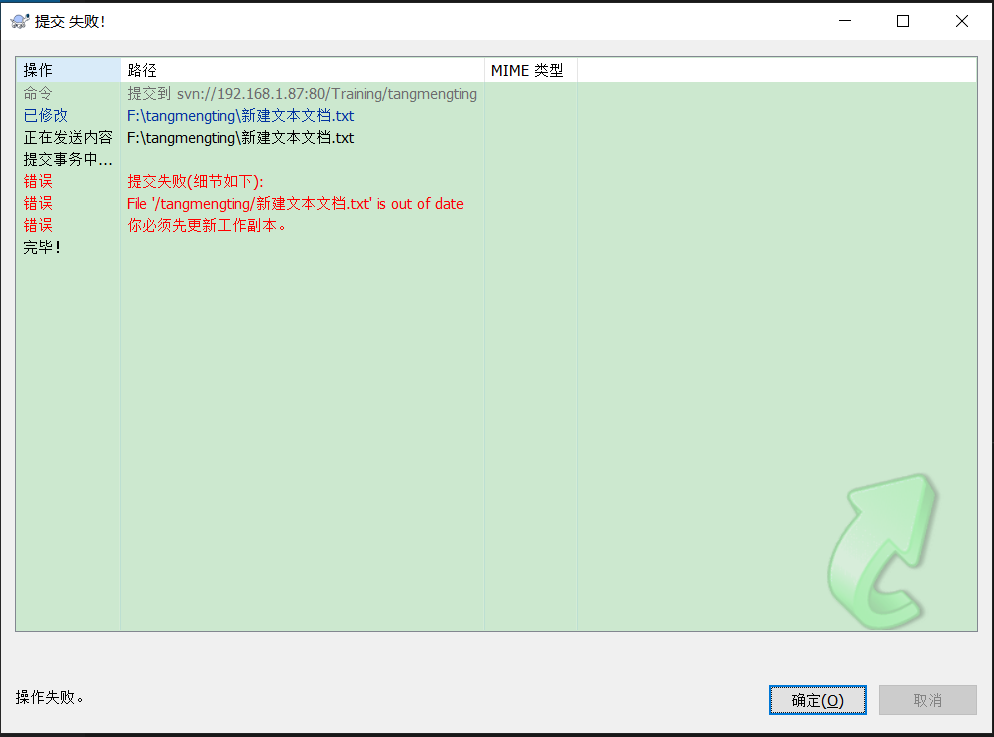 提交 失败!
操作 路径 MIME 类型
命令 提交到 svn://192.168.1.87:80/Training/tangmengting
已修改 F:\tangmengting\新建文本文档.txt
正在发送内容 F:\tangmengting\新建文本文档.txt
提交事务中...
错误 提交失败(细节如下):
错误 File '/tangmengting/新建文本文档.txt' is out of date
错误 你必须先更新工作副本。
完毕!
操作失败。
确定(O) 取消